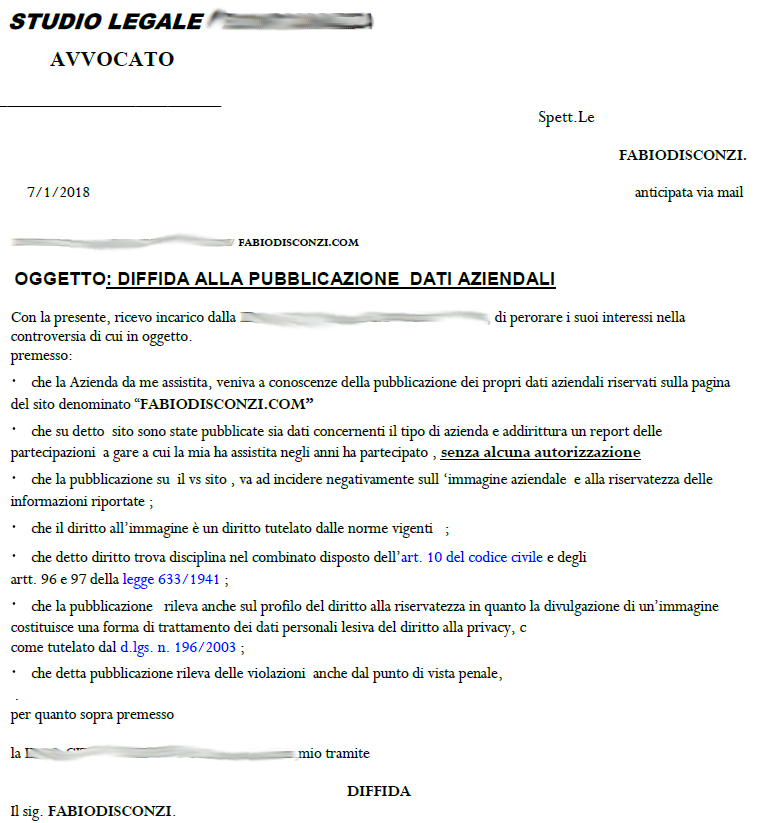 STUDIO LEGALE
AVVOCATO
Spett.Le
FABIODISCONZI.
7/1/2018 anticipata via mail
FABIODISCONZI.COM
OGGETTO: DIFFIDA ALLA PUBBLICAZIONE DATI AZIENDALI
Con la presente, ricevo incarico dalla , di perorare i suoi interessi nella
controversia di cui in oggetto.
premesso:
· che la Azienda da me assistita, veniva a conoscenze della pubblicazione dei propri dati aziendali riservati sulla pagina
del sito denominato “FABIODISCONZI.COM”
· che su detto sito sono state pubblicate sia dati concernenti il tipo di azienda e addirittura un report delle
partecipazioni a gare a cui la mia ha assistita negli anni ha partecipato , senza alcuna autorizzazione
· che la pubblicazione su il vs sito , va ad incidere negativamente sull ‘immagine aziendale e alla riservatezza delle
informazioni riportate ;
· che il diritto all’immagine è un diritto tutelato dalle norme vigenti ;
· che detto diritto trova disciplina nel combinato disposto dell’art. 10 del codice civile e degli
artt. 96 e 97 della legge 633/1941 ;
· che la pubblicazione rileva anche sul profilo del diritto alla riservatezza in quanto la divulgazione di un’immagine
costituisce una forma di trattamento dei dati personali lesiva del diritto alla privacy, c
come tutelato dal d.lgs. n. 196/2003 ;
· che detta pubblicazione rileva delle violazioni anche dal punto di vista penale,
.
per quanto sopra premesso
la mio tramite
DIFFIDA
Il sig. FABIODISCONZI.